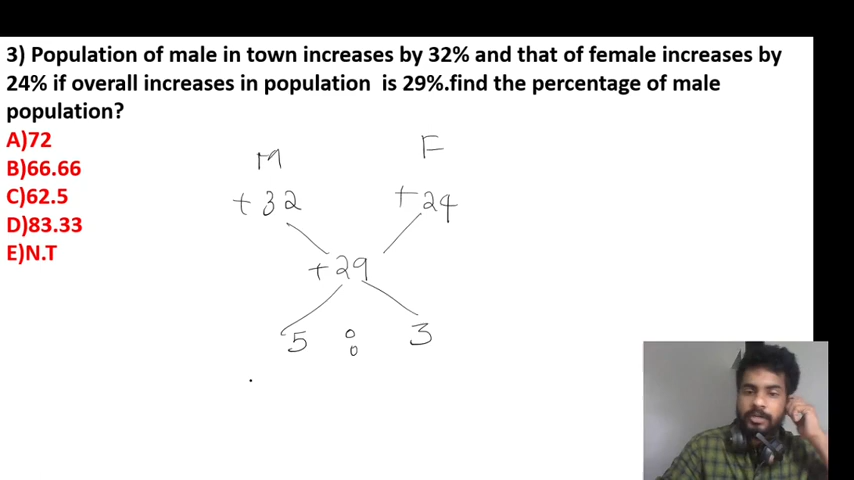 3) Population of male in town increases by 32% and that of female increases by
24% if overall increases in population is 29%.find the percentage of male
population?
A)72
B)66.66
C)62.5
D)83.33
E)N.T
M F
+32 +24
+29
5 : 3